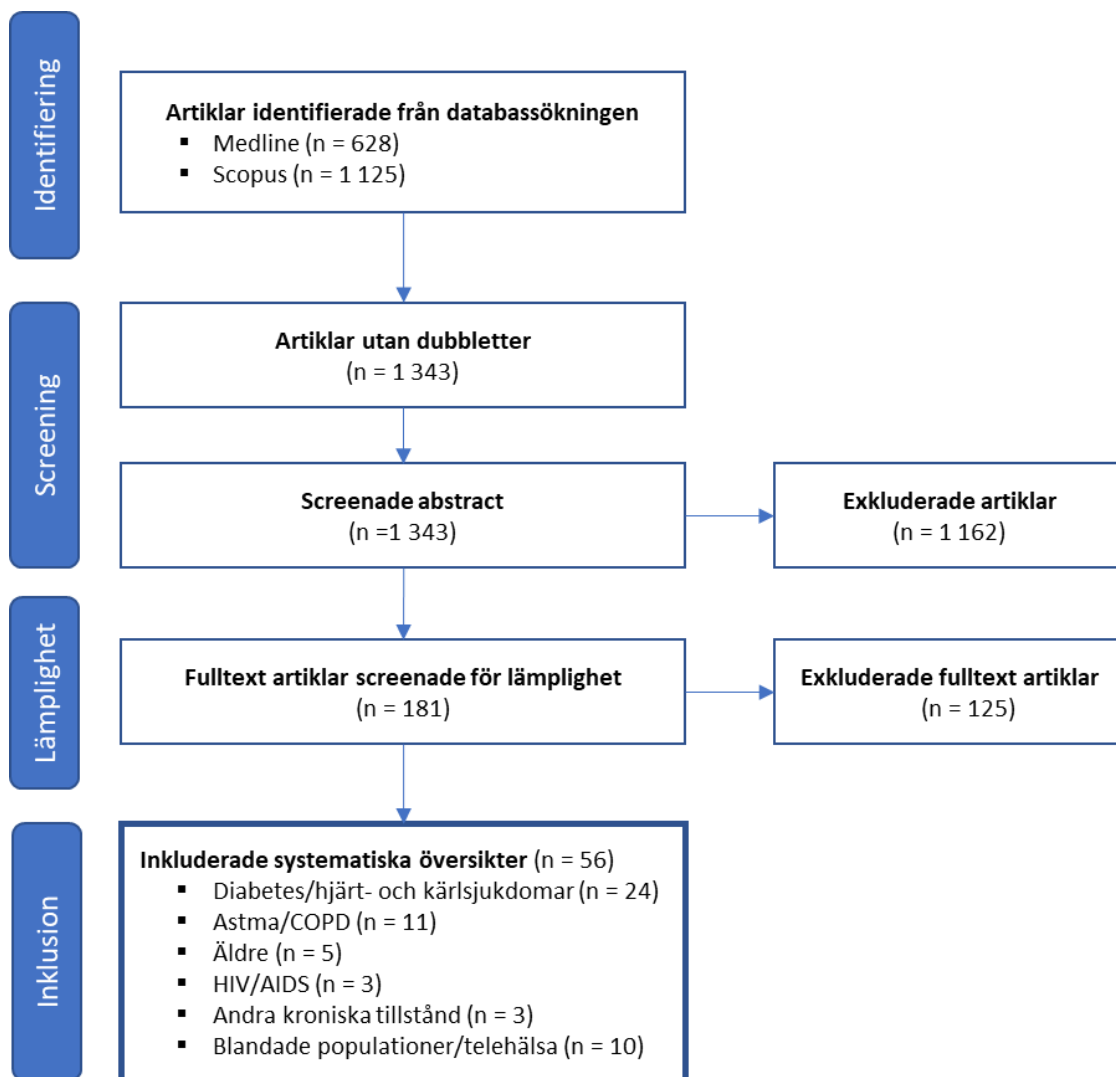 Identifiering
Artiklar identifierade från databassökningen
▪ Medline (n = 628)
▪ Scopus (n = 1 125)
Screening
Artiklar utan dubbletter
(n = 1 343)
Screenade abstract
(n =1 343)
Exkluderade artiklar
(n = 1 162)
Lämplighet
Fulltext artiklar screenade för lämplighet
(n = 181)
Exkluderade fulltext artiklar
(n = 125)
Inklusion
Inkluderade systematiska översikter (n = 56)
▪ Diabetes/hjärt- och kärlsjukdomar (n = 24)
▪ Astma/COPD (n = 11)
▪ Äldre (n = 5)
▪ HIV/AIDS (n = 3)
▪ Andra kroniska tillstånd (n = 3)
▪ Blandade populationer/telehälsa (n = 10)